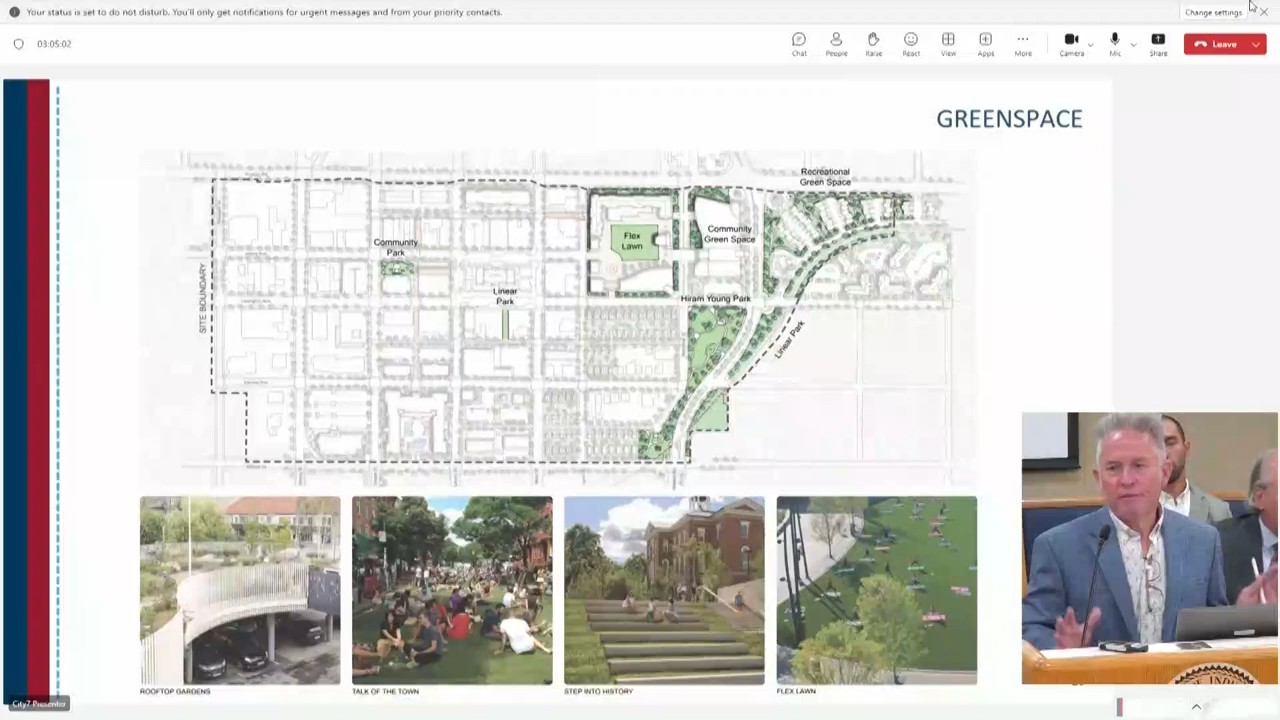 Your status is set to do not disturb. You'll only get notifications for urgent messages and from your priority contacts.
Change settings
03:05:02
Chat
People
Raise
React
View
Apps
More
Camera
Mic
Share
Leave
GREENSPACE
Recreational
Green Space
Flex
Lawn
Community
Green Space
Community
Park
SITE BOUNDARY
Linear
Park
Hiram Young Park
Linear Park
ROOFTOP GARDENS
TALK OF THE TOWN
STEP INTO HISTORY
FLEX LAWN
City7 Presenter